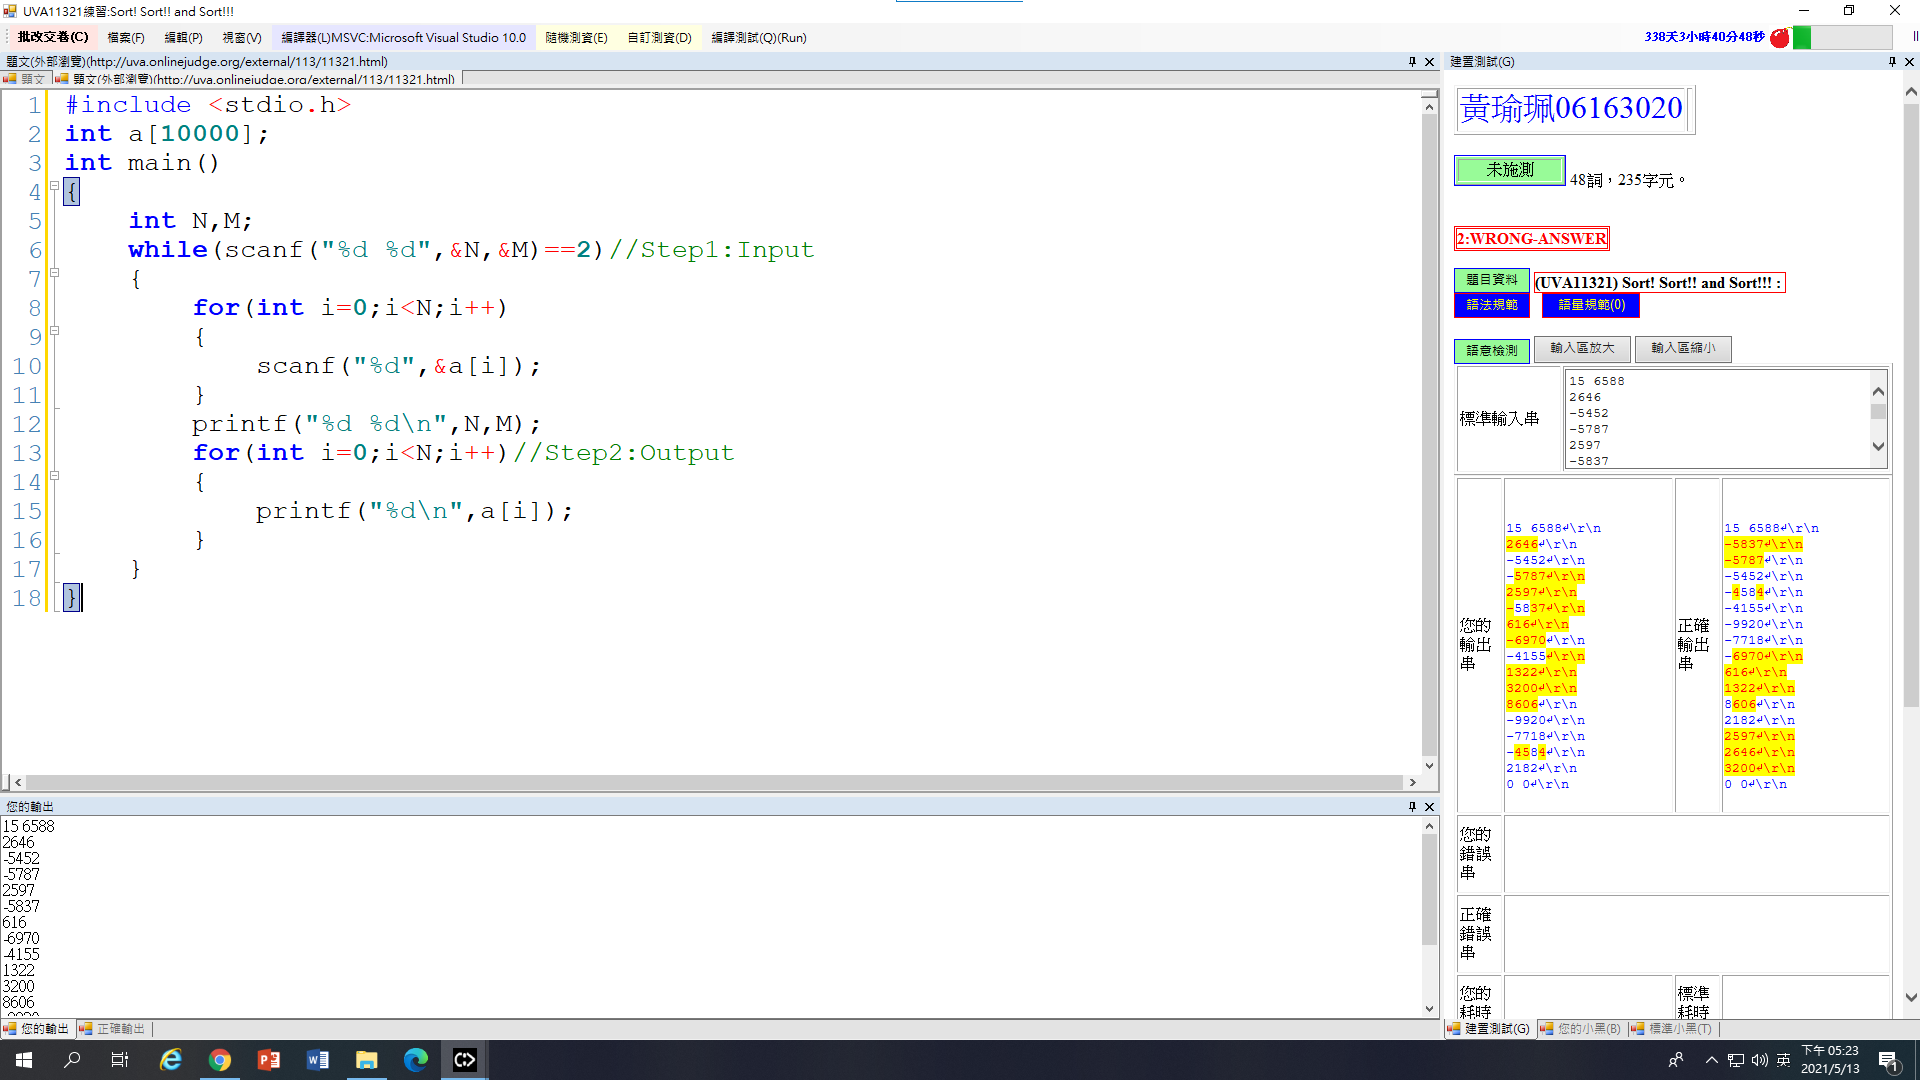 UVA11321練習:Sort! Sort!! and Sort!!!
批改交卷(C) 檔案(F) 編輯(P) 視窗(V) 編譯器(L)MSVC:Microsoft Visual Studio 10.0 隨機測資(E) 自訂測資(D) 編譯測試(Q)(Run)
338天3小時40分48秒
題文(外部瀏覽)(http://uva.onlinejudge.org/external/113/11321.html)
題文 題文(外部瀏覽)(http://uva.onlinejudge.org/external/113/11321.html)
1 #include <stdio.h>
2 int a[10000];
3 int main()
4 {
5 int N,M;
6 while(scanf("%d %d",&N,&M)==2)//Step1:Input
7 {
8 for(int i=0;i<N;i++)
9 {
10 scanf("%d",&a[i]);
11 }
12 printf("%d %d\n",N,M);
13 for(int i=0;i<N;i++)//Step2:Output
14 {
15 printf("%d\n",a[i]);
16 }
17 }
18 }
您的輸出
15 6588
2646
-5452
-5787
2597
-5837
616
-6970
-4155
1322
3200
8606
您的輸出 正確輸出
建置測試(G)
黃瑜珮06163020
未施測 48詞，235字元。
2:WRONG-ANSWER
題目資料 (UVA11321) Sort! Sort!! and Sort!!! :
語法規範 語量規範(0)
語意檢測 輸入區放大 輸入區縮小
標準輸入串
15 6588
2646
-5452
-5787
2597
-5837
您的輸出串
15 6588↲\r\n
2646↲\r\n
-5452↲\r\n
-5787↲\r\n
2597↲\r\n
-5837↲\r\n
616↲\r\n
-6970↲\r\n
-4155↲\r\n
1322↲\r\n
3200↲\r\n
8606↲\r\n
-9920↲\r\n
-7718↲\r\n
-4584↲\r\n
2182↲\r\n
0 0↲\r\n
正確輸出串
15 6588↲\r\n
-5837↲\r\n
-5787↲\r\n
-5452↲\r\n
-4584↲\r\n
-4155↲\r\n
-9920↲\r\n
-7718↲\r\n
-6970↲\r\n
616↲\r\n
1322↲\r\n
8606↲\r\n
2182↲\r\n
2597↲\r\n
2646↲\r\n
3200↲\r\n
0 0↲\r\n
您的錯誤串
正確錯誤串
您的耗時 標準耗時
建置測試(G) 您的小黑(B) 標準小黑(T)
英
下午 05:23
2021/5/13
1